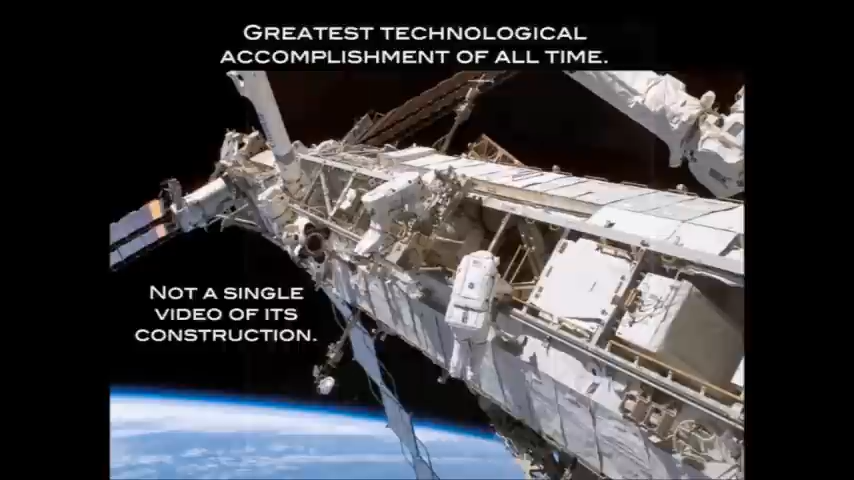 Greatest technological
accomplishment of all time.
Not a single
video of its
construction.